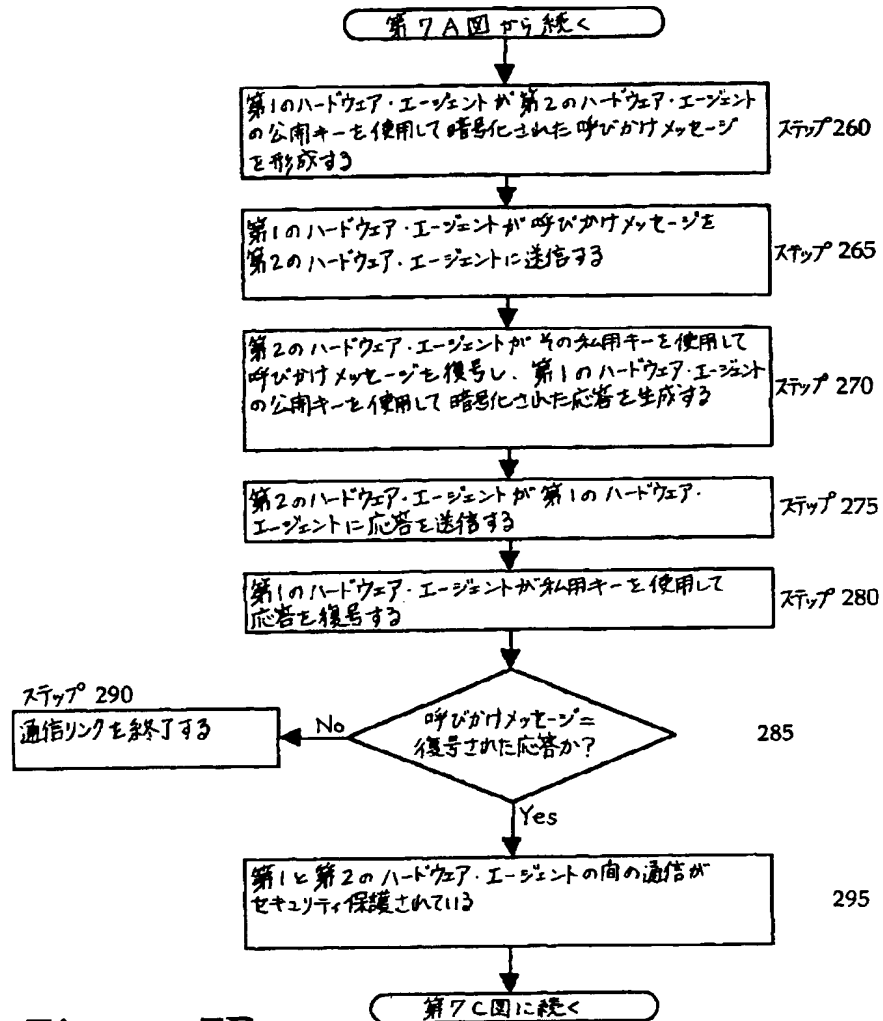 第7A図から続く
第1のハードウェア・エージェントが第2のハードウェア・エージェント
の公開キーを使用して暗号化された呼びかけメッセージ
を形成する
ステップ 260
第1のハードウェア・エージェントが呼びかけメッセージを
第2のハードウェア・エージェントに送信する
ステップ 265
第2のハードウェア・エージェントがその私用キーを使用して
呼びかけメッセージを復号し、第1のハードウェア・エージェント
の公開キーを使用して暗号化された応答を生成する
ステップ 270
第2のハードウェア・エージェントが第1のハードウェア・
エージェントに応答を送信する
ステップ 275
第1のハードウェア・エージェントが私用キーを使用して
応答を復号する
ステップ 280
ステップ 290
通信リンクを終了する
No
呼びかけメッセージ=
復号された応答か?
285
Yes
第1と第2のハードウェア・エージェントの間の通信が
セキュリティ保護されている
295
第7C図に続く